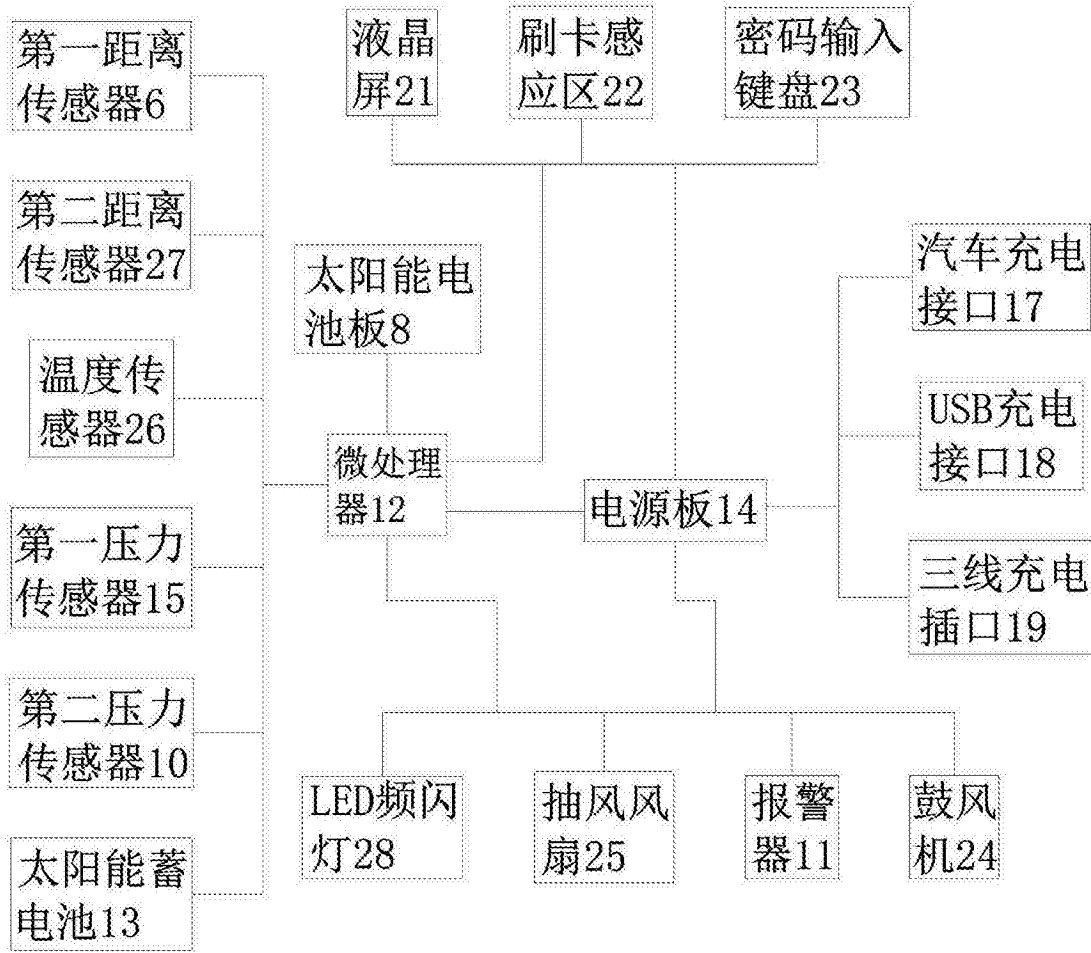 第一距离
传感器6
液晶
屏21
刷卡感
应区22
密码输入
键盘23
第二距离
传感器27
太阳能电
池板8
汽车充电
接口17
温度传
感器26
USB充电
接口18
微处理
器12
电源板14
第一压力
传感器15
三线充电
插口19
第二压力
传感器10
LED频闪
灯28
抽风风
扇25
报警
器11
鼓风
机24
太阳能蓄
电池13